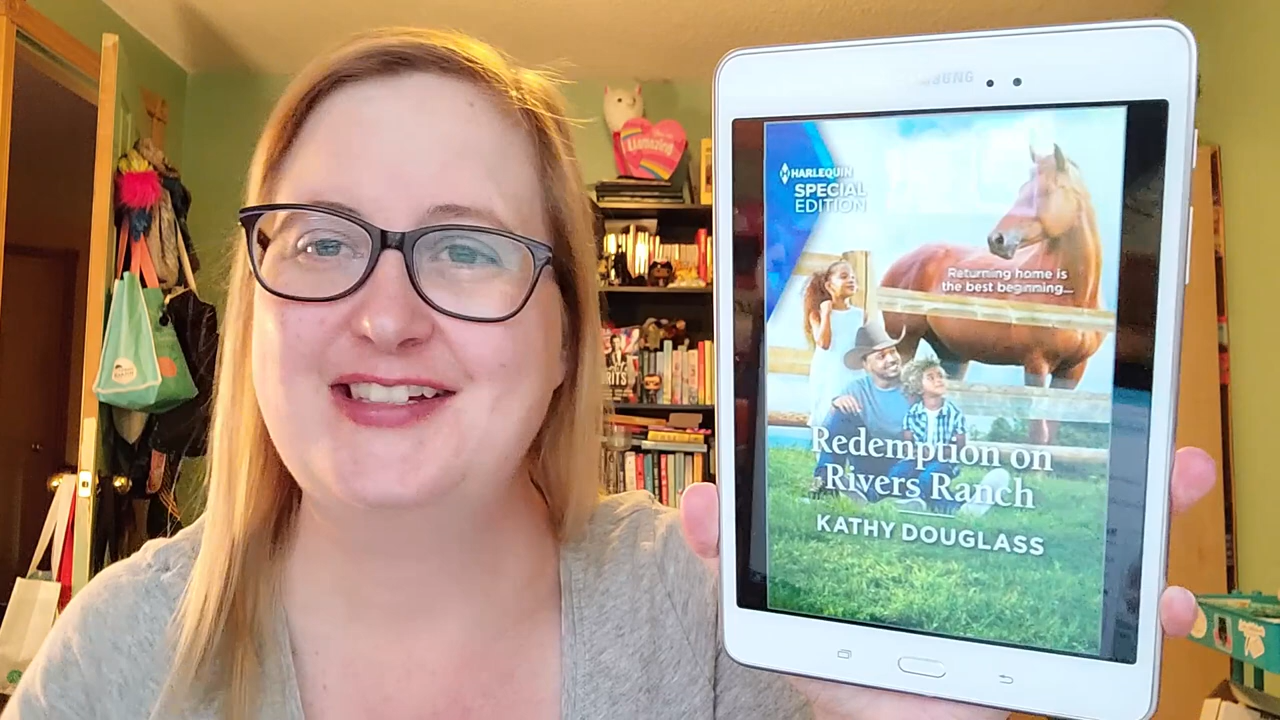 SAMSUNG
HARLEQUIN
SPECIAL
EDITION
Returning home is
the best beginning...
Redemption on
Rivers Ranch
KATHY DOUGLASS